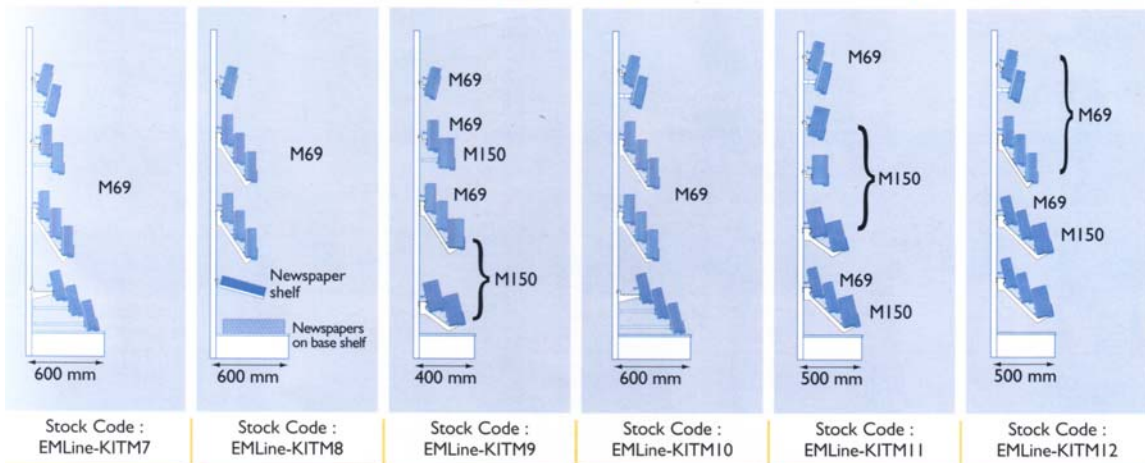 M69
600 mm
Stock Code :
EMLine-KITM7
M69
Newspaper
shelf
Newspapers
on base shelf
600 mm
Stock Code :
EMLine-KITM8
M69
M69
M150
M69
M150
400 mm
Stock Code :
EMLine-KITM9
M69
600 mm
Stock Code :
EMLine-KITM10
M69
M150
M69
M150
500 mm
Stock Code :
EMLine-KITM11
M69
M69
M150
500 mm
Stock Code :
EMLine-KITM12